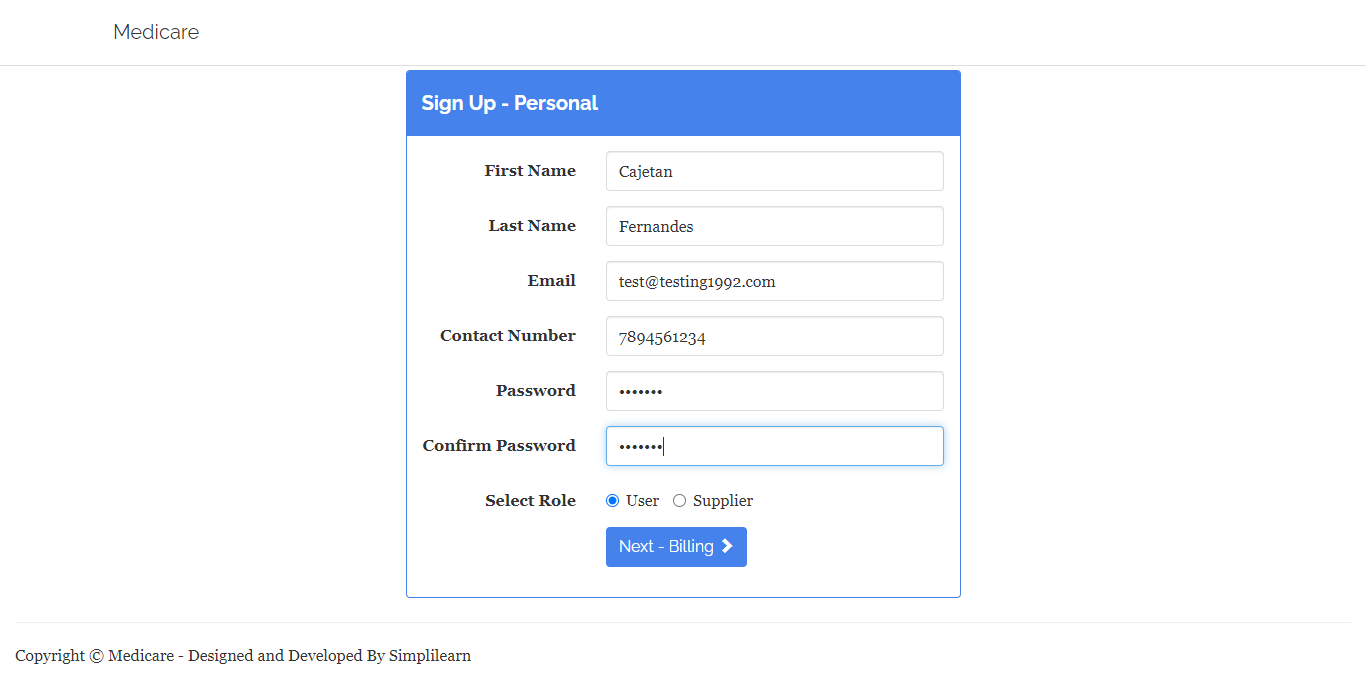 Medicare
Sign Up - Personal
First Name Cajetan
Last Name Fernandes
Email test@testing1992.com
Contact Number 7894561234
Password •••••••
Confirm Password •••••••
Select Role User Supplier
Next - Billing
Copyright © Medicare - Designed and Developed By Simplilearn